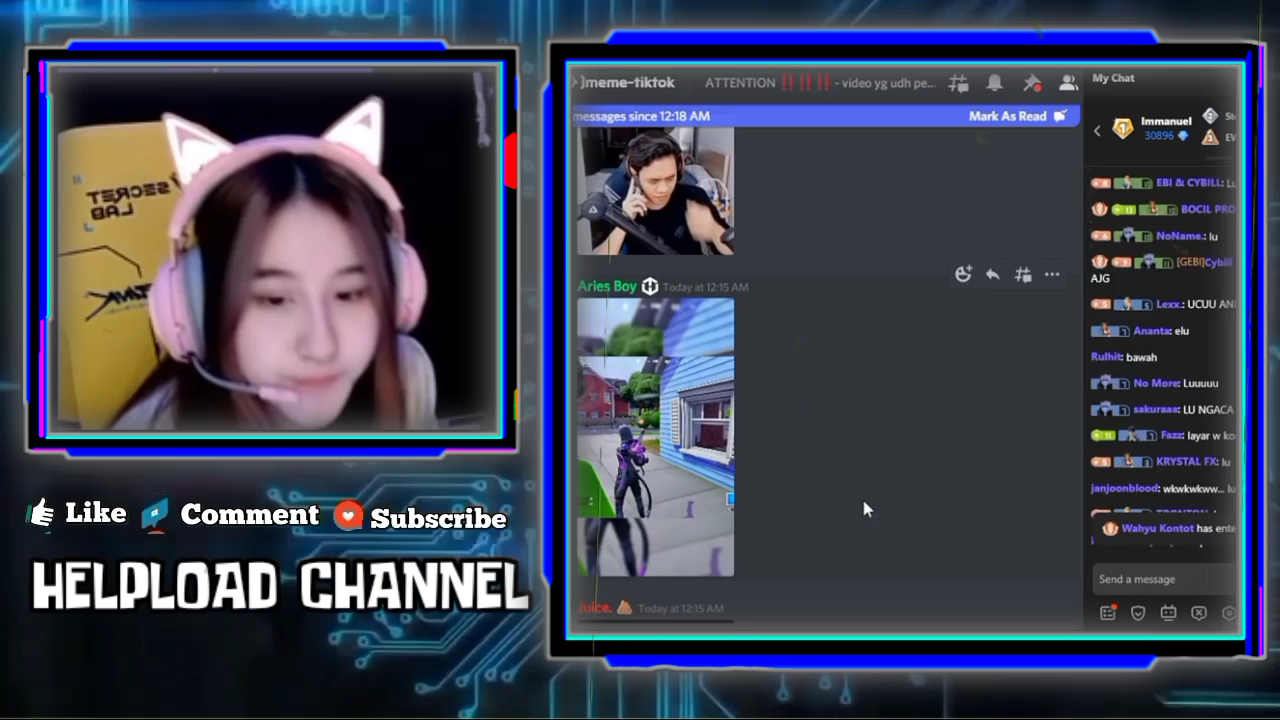 SECRET
LAB
Like
Comment
Subscribe
HELPLOAD CHANNEL
meme-tiktok
ATTENTION ‼️‼️‼️ - video yg udh pe...
messages since 12:18 AM
Mark As Read
Aries Boy
Today at 12:15 AM
Juice.
Today at 12:15 AM
My Chat
Immanuel
30896
EBI & CYBILL:
BOCIL PRO
NoName.: lu
[GEBI]Cybill
AJG
Lexx.: UCUU AN
Ananta: elu
Rulhit: bawah
No More: Luuuuu
sakuraaa: LU NGACA
Fazz: layar w ko
KRYSTAL FX: lu
janjoonblood: wkwkwkww... lu
Wahyu Kontot has ente
Send a message